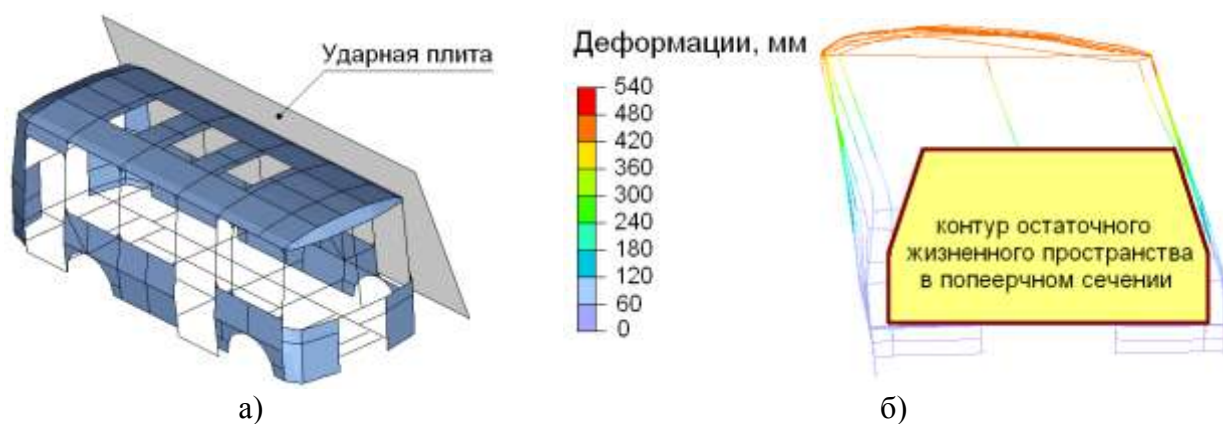 Ударная плита
Деформации, мм
540
480
420
360
300
240
180
120
60
0
контур остаточного
жизненного пространства
в попеерчном сечении
а)
б)